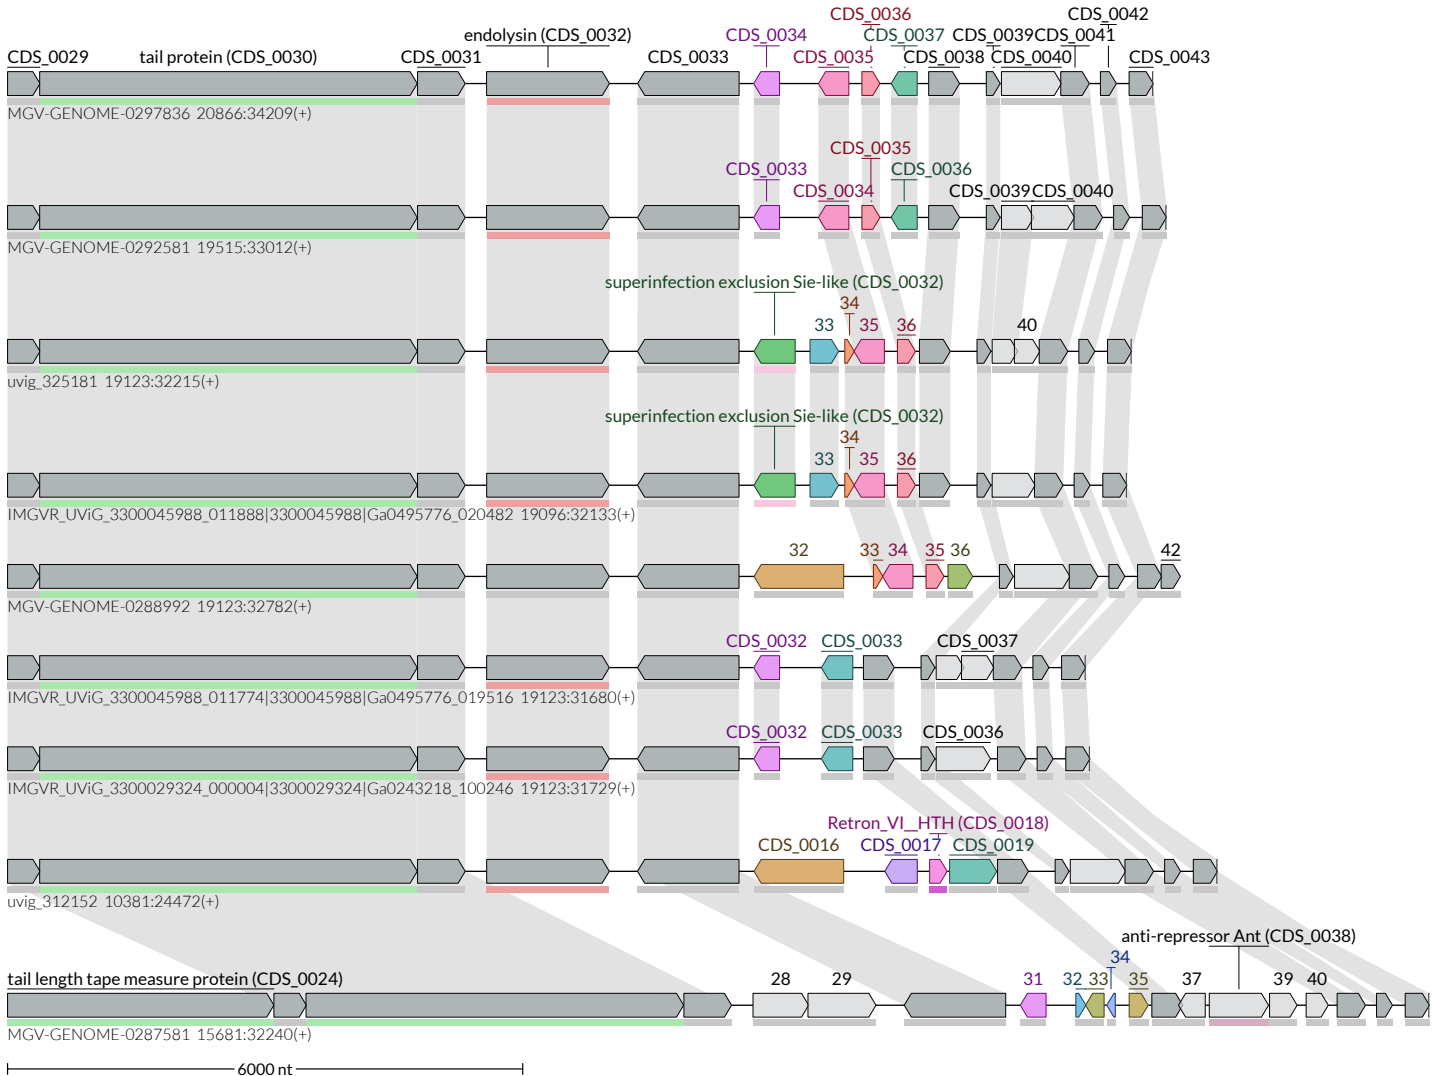 CDS_0036 CDS_0042
endolysin (CDS_0032) CDS_0034 CDS_0037 CDS_0039 CDS_0041
CDS_0029 tail protein (CDS_0030) CDS_0031 CDS_0033 CDS_0035 CDS_0038 CDS_0040 CDS_0043
MGV-GENOME-0297836 20866:34209(+)
CDS_0035
CDS_0033 CDS_0036
CDS_0034 CDS_0039 CDS_0040
MGV-GENOME-0292581 19515:33012(+)
superinfection exclusion Sie-like (CDS_0032)
34
33 35 36 40
uvig_325181 19123:32215(+)
superinfection exclusion Sie-like (CDS_0032)
34
33 35 36
IMGVR_UViG_3300045988_011888|3300045988|Ga0495776_020482 19096:32133(+)
32 33 34 35 36 42
MGV-GENOME-0288992 19123:32782(+)
CDS_0032 CDS_0033 CDS_0037
IMGVR_UViG_3300045988_011774|3300045988|Ga0495776_019516 19123:31680(+)
CDS_0032 CDS_0033 CDS_0036
IMGVR_UViG_3300029324_000004|3300029324|Ga0243218_100246 19123:31729(+)
Retron_VI__HTH (CDS_0018)
CDS_0016 CDS_0017 CDS_0019
uvig_312152 10381:24472(+)
anti-repressor Ant (CDS_0038)
34
tail length tape measure protein (CDS_0024) 28 29 31 32 33 35 37 39 40
MGV-GENOME-0287581 15681:32240(+)
6000 nt